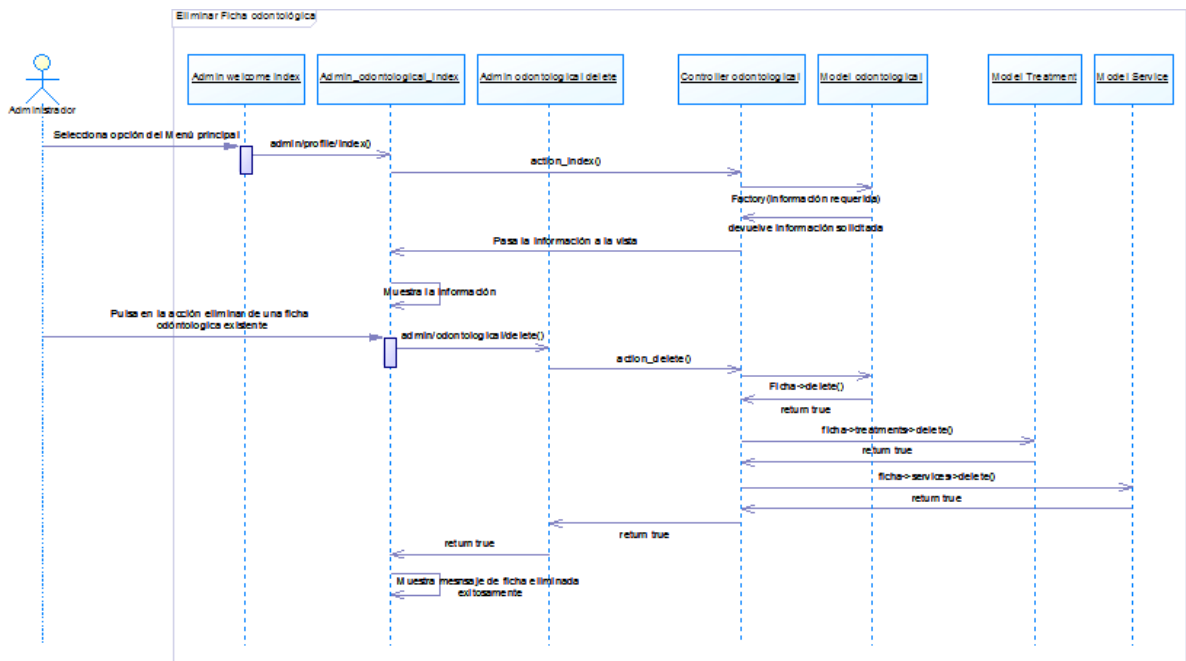 Eliminar Ficha odontológica
Admin welcome Index
Admin_odontological_Index
Admin odontological delete
Controller odontological
Model odontological
Model Treatment
Model Service
Administrador
Selecciona opción del Menú principal
admin/profile/index()
action_index()
Factory(Información requerida)
devuelve información solicitada
Pasa la información a la vista
Muestra la información
Pulsa en la acción eliminar de una ficha
odóntologica existente
admin/odontological/delete()
action_delete()
Ficha->delete()
return true
ficha->treatments->delete()
return true
ficha->services->delete()
return true
return true
return true
Muestra mesnsaje de ficha eliminada
exitosamente